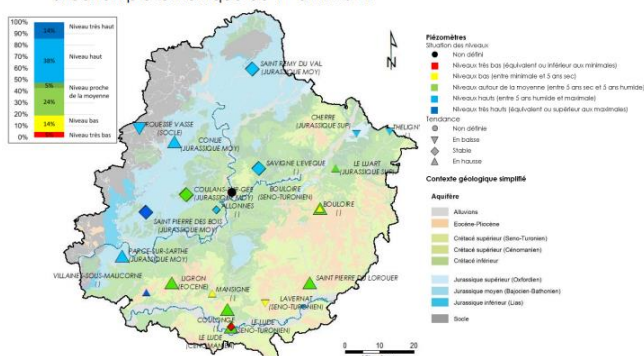 100%
90%
80%
70%
60%
50%
40%
30%
20%
10%
0%
14%
38%
5%
24%
14%
5%
Niveau très haut
Niveau haut
Niveau proche
de la moyenne
Niveau bas
Niveau très bas
N
SAINT REMY DU VAL
(JURASSIQUE MOY)
ROUESSE VASSE
(SOCLE)
CONLIE
(JURASSIQUE MOY)
CHERRE
(JURASSIQUE SUP)
THELIGN'
SAVIGNE L'EVEQUE
( )
LE LUART
(JURASSIQUE SUP)
COULANS-SUR-GEE
(JURASSIQUE MOY)
ALLONNES
( )
BOULOIRE
(SENO-TURONIEN)
BOULOIRE
( )
SAINT PIERRE DES BOIS
(JURASSIQUE MOY)
PARCE-SUR-SARTHE
(JURASSIQUE MOY)
VILLAINES-SOUS-MALICORNE
( )
LIGRON
(EOCENE)
MANSIGNE
( )
SAINT PIERRE DU LOROUER
( )
LAVERNAT
(SENO-TURONIEN)
COULONGE
( )
LE LUDE
(SENO-TURONIEN)
LE LUDE
(CENOMANIEN)
0
10
20
Piézomètres
Situation des niveaux
Non défini
Niveaux très bas (équivalent ou inférieur aux minimales)
Niveaux bas (entre minimale et 5 ans sec)
Niveaux autour de la moyenne (entre 5 ans sec et 5 ans humide)
Niveaux hauts (entre 5 ans humide et maximale)
Niveaux très hauts (équivalent ou supérieur aux maximales)
Tendance
Non définie
En baisse
Stable
En hausse
Contexte géologique simplifié
Aquifère
Alluvions
Eocène-Pliocène
Crétacé supérieur (Seno-Turonien)
Crétacé supérieur (Cénomanien)
Crétacé inférieur
Jurassique supérieur (Oxfordien)
Jurassique moyen (Bajocien-Bathonien)
Jurassique inférieur (Lias)
Socle